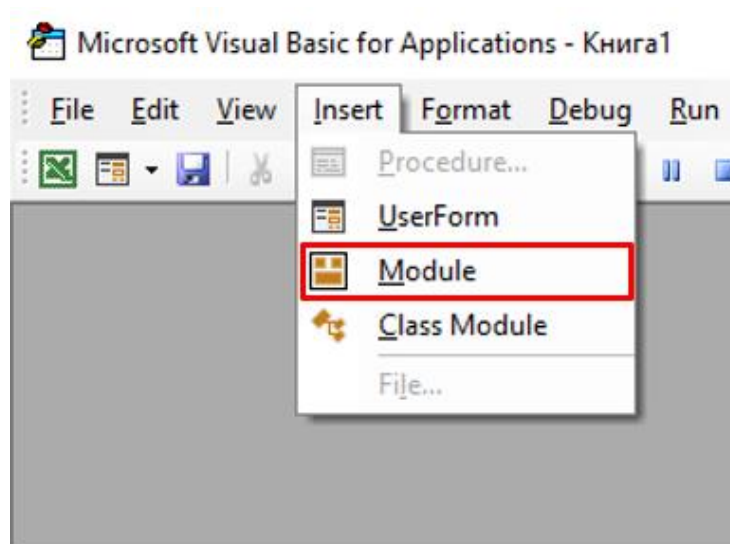 Microsoft Visual Basic for Applications - Книга1
File Edit View Insert Format Debug Run
Procedure...
UserForm
Module
Class Module
File...